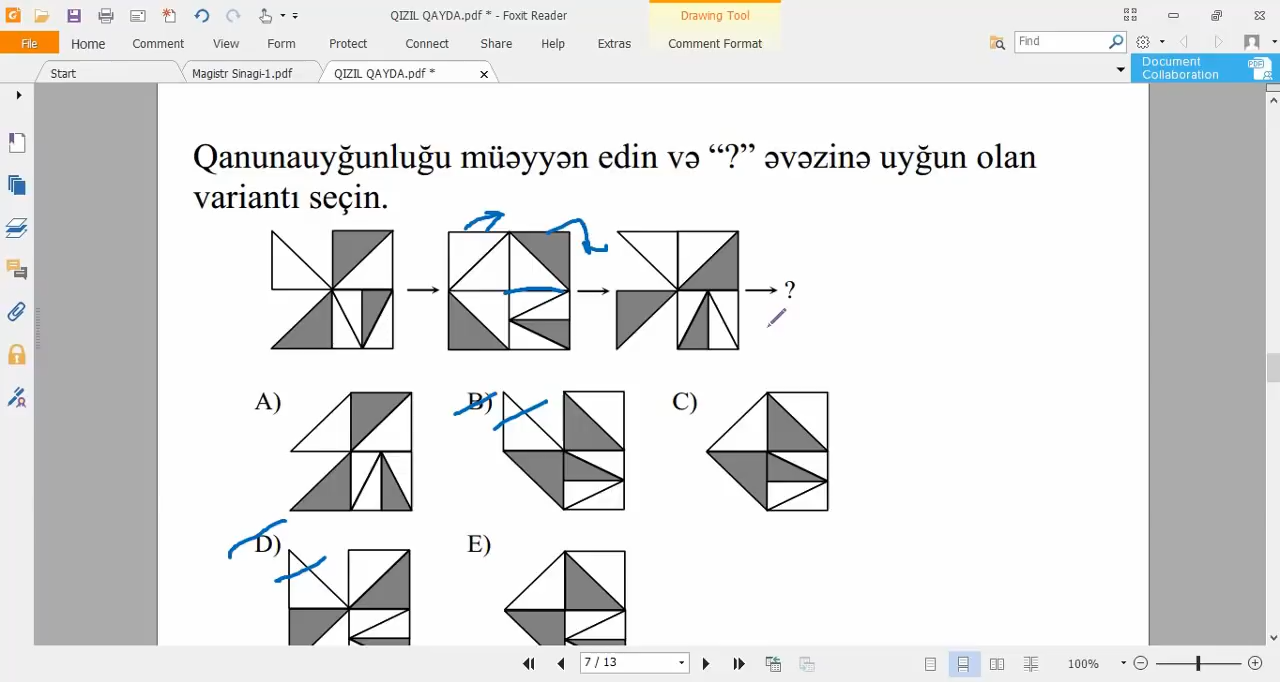 QIZIL QAYDA.pdf * - Foxit Reader
Drawing Tool
File Home Comment View Form Protect Connect Share Help Extras Comment Format
Find
Start
Magistr Sinagi-1.pdf
QIZIL QAYDA.pdf *
Document
Collaboration
PDF
Qanunauyğunluğu müəyyən edin və “?” əvəzinə uyğun olan
variantı seçin.
?
A) B) C)
D) E)
7 / 13
100%